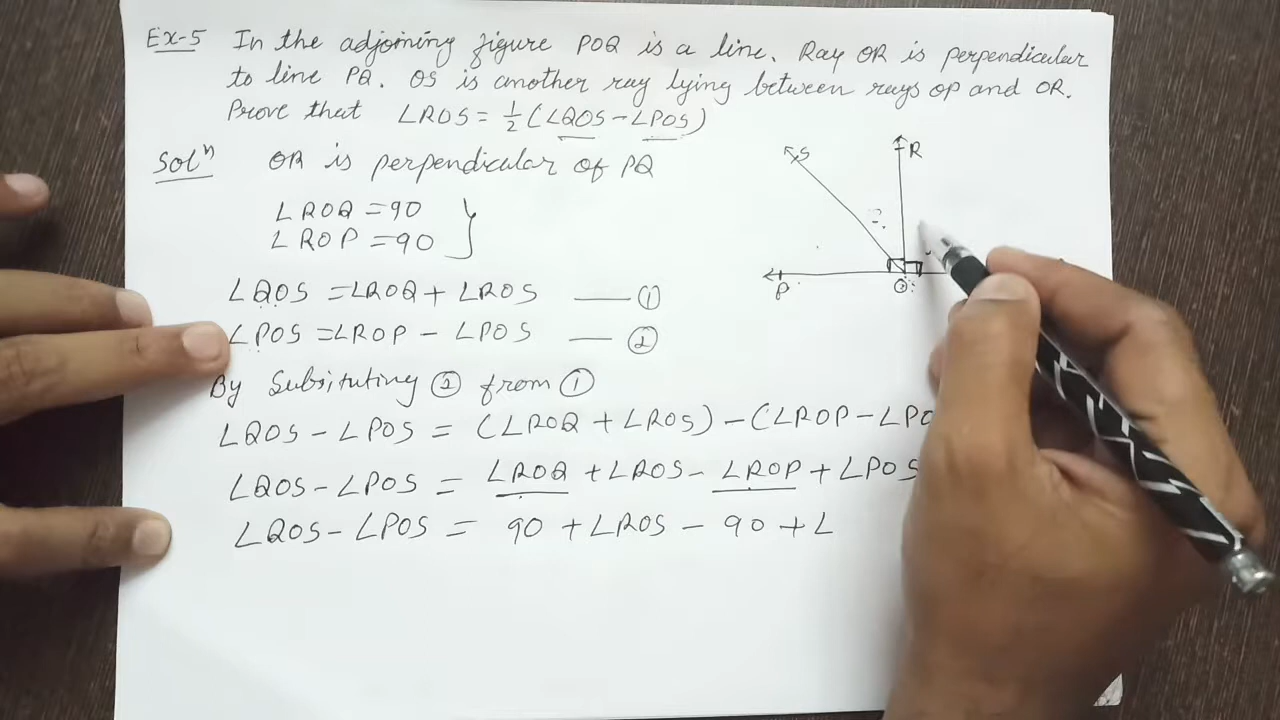 Ex-5 In the adjoining figure POQ is a line. Ray OR is perpendicular
to line PQ. OS is another ray lying between rays OP and OR.
Prove that ∠ROS = 1/2 (∠QOS - ∠POS)
Solⁿ OR is perpendicular of PQ
∠ROQ = 90
∠ROP = 90
∠QOS = ∠ROQ + ∠ROS ——— ①
∠POS = ∠ROP - ∠POS —— ②
By Subsituting ② from ①
∠QOS - ∠POS = (∠ROQ + ∠ROS) - (∠ROP - ∠PO
∠QOS - ∠POS = ∠ROQ + ∠ROS - ∠ROP + ∠POS
∠QOS - ∠POS = 90 + ∠ROS - 90 + ∠
S
R
P
O